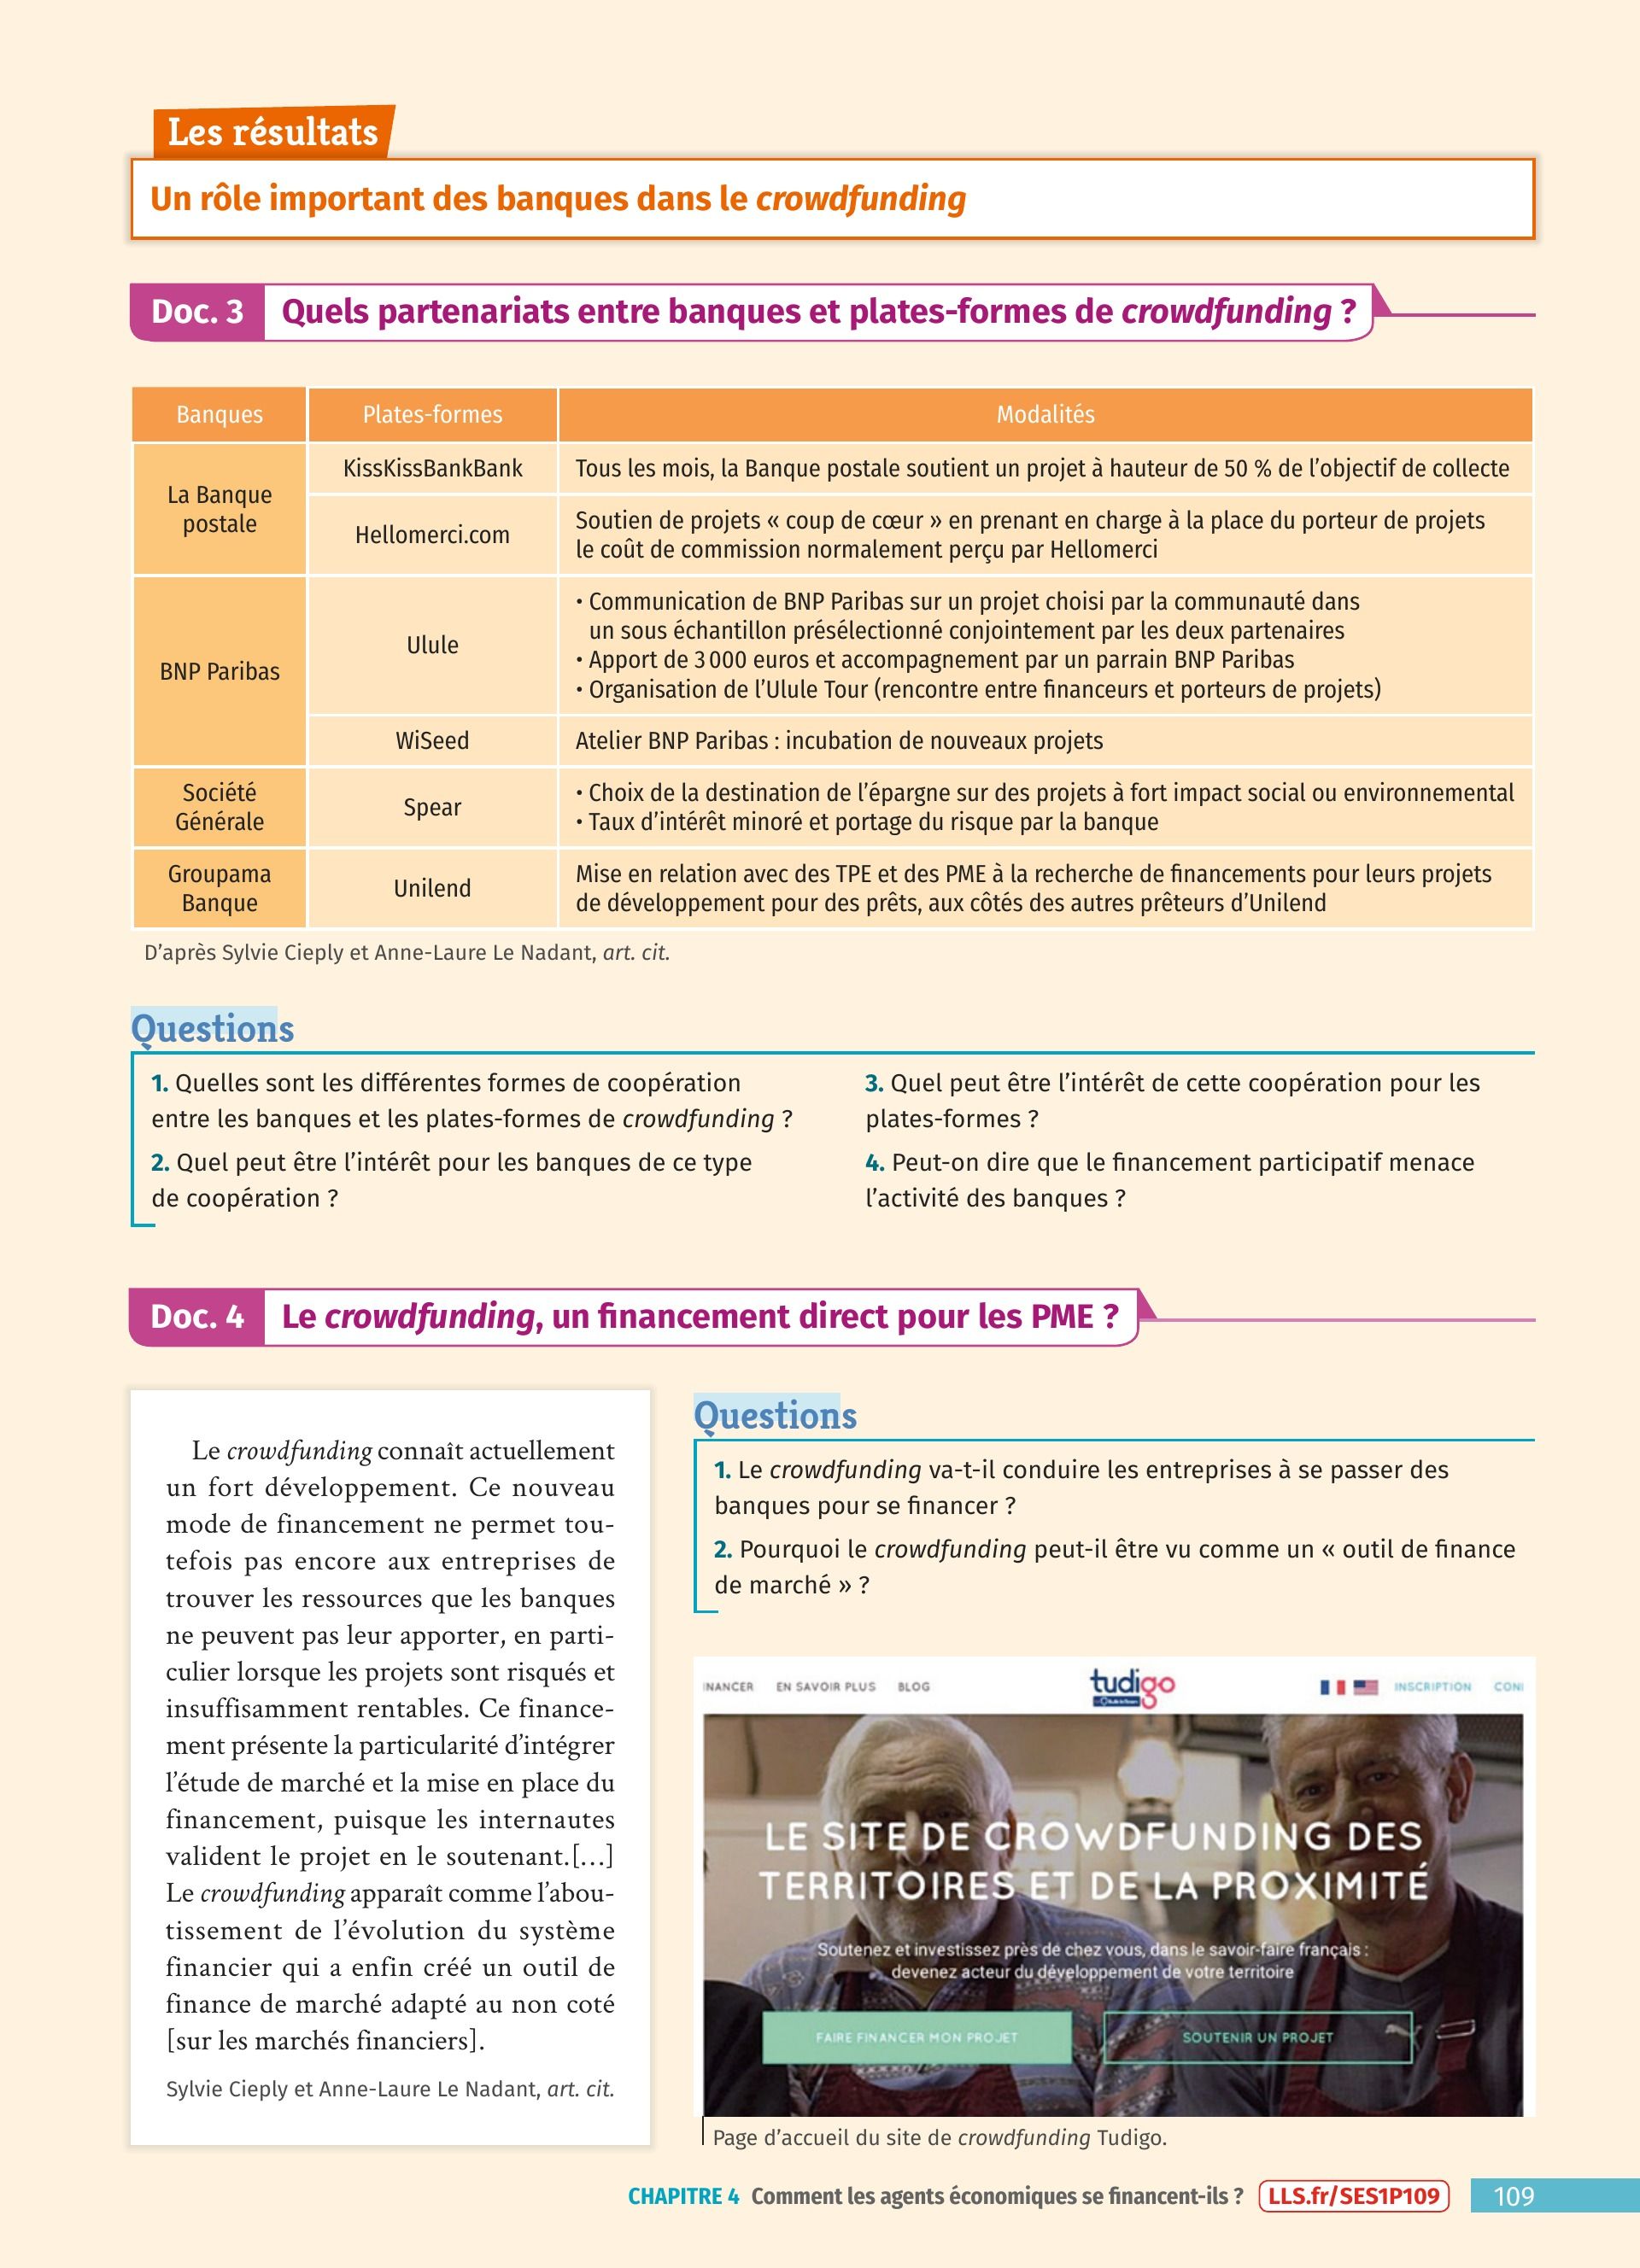 Les résultats
Un rôle important des banques dans le crowdfunding
Doc. 3 Quels partenariats entre banques et plates-formes de crowdfunding ?
Banques Plates-formes Modalités
La Banque
postale
KissKissBankBank
Tous les mois, la Banque postale soutient un projet à hauteur de 50 % de l’objectif de collecte
Hellomerci.com
Soutien de projets « coup de cœur » en prenant en charge à la place du porteur de projets
le coût de commission normalement perçu par Hellomerci
BNP Paribas
Ulule
• Communication de BNP Paribas sur un projet choisi par la communauté dans
un sous échantillon présélectionné conjointement par les deux partenaires
• Apport de 3 000 euros et accompagnement par un parrain BNP Paribas
• Organisation de l’Ulule Tour (rencontre entre financeurs et porteurs de projets)
WiSeed
Atelier BNP Paribas : incubation de nouveaux projets
Société
Générale
Spear
• Choix de la destination de l’épargne sur des projets à fort impact social ou environnemental
• Taux d’intérêt minoré et portage du risque par la banque
Groupama
Banque
Unilend
Mise en relation avec des TPE et des PME à la recherche de financements pour leurs projets
de développement pour des prêts, aux côtés des autres prêteurs d’Unilend
D’après Sylvie Cieply et Anne-Laure Le Nadant, art. cit.
Questions
1. Quelles sont les différentes formes de coopération
entre les banques et les plates-formes de crowdfunding ?
2. Quel peut être l’intérêt pour les banques de ce type
de coopération ?
3. Quel peut être l’intérêt de cette coopération pour les
plates-formes ?
4. Peut-on dire que le financement participatif menace
l’activité des banques ?
Doc. 4 Le crowdfunding, un financement direct pour les PME ?
Le crowdfunding connaît actuellement
un fort développement. Ce nouveau
mode de financement ne permet tou-
tefois pas encore aux entreprises de
trouver les ressources que les banques
ne peuvent pas leur apporter, en parti-
culier lorsque les projets sont risqués et
insuffisamment rentables. Ce finance-
ment présente la particularité d’intégrer
l’étude de marché et la mise en place du
financement, puisque les internautes
valident le projet en le soutenant.[…]
Le crowdfunding apparaît comme l’abou-
tissement de l’évolution du système
financier qui a enfin créé un outil de
finance de marché adapté au non coté
[sur les marchés financiers].
Sylvie Cieply et Anne-Laure Le Nadant, art. cit.
Questions
1. Le crowdfunding va-t-il conduire les entreprises à se passer des
banques pour se financer ?
2. Pourquoi le crowdfunding peut-il être vu comme un « outil de finance
de marché » ?
INANCER EN SAVOIR PLUS BLOG tudigo INSCRIPTION CON
LE SITE DE CROWDFUNDING DES
TERRITOIRES ET DE LA PROXIMITÉ
Soutenez et investissez près de chez vous, dans le savoir-faire français :
devenez acteur du développement de votre territoire
FAIRE FINANCER MON PROJET SOUTENIR UN PROJET
Page d’accueil du site de crowdfunding Tudigo.
CHAPITRE 4 Comment les agents économiques se financent-ils ? LLS.fr/SES1P109 109